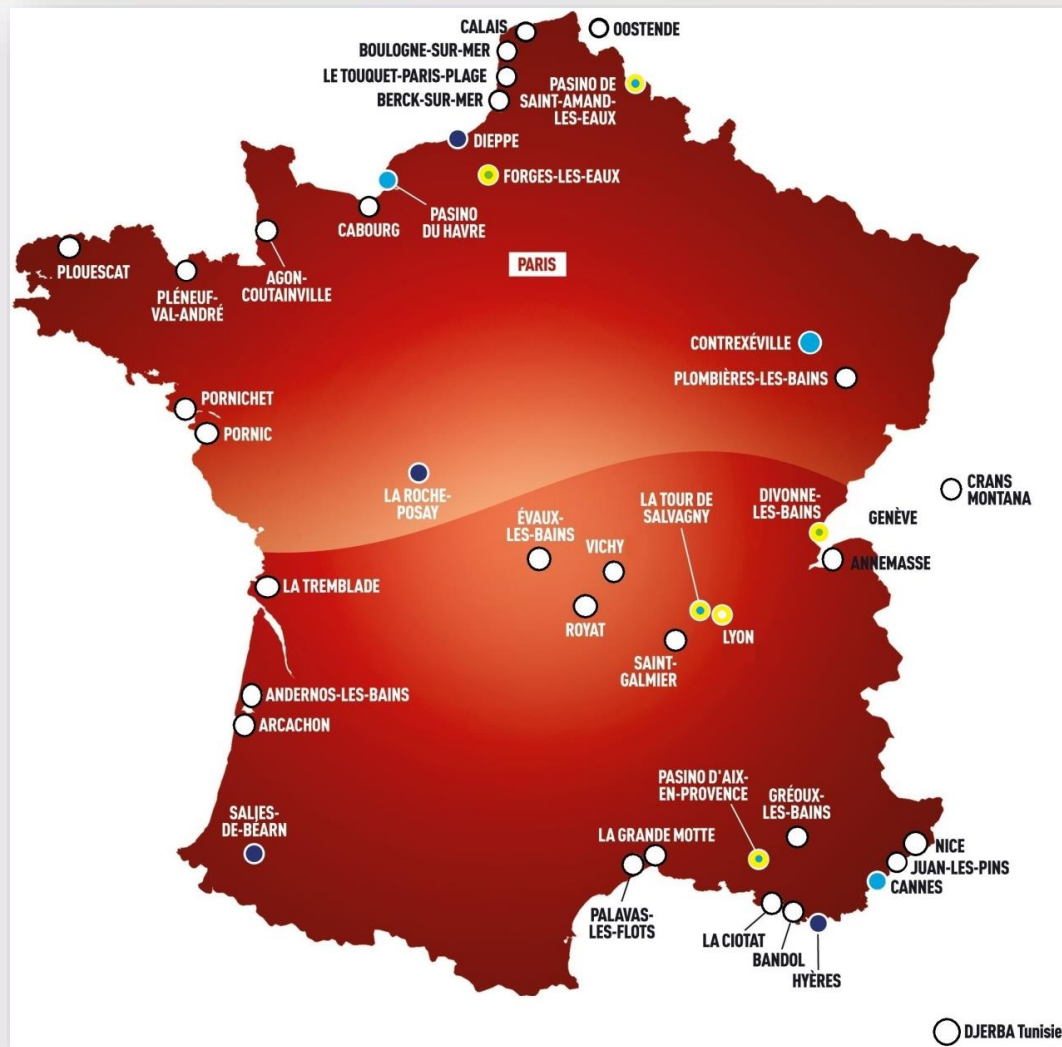 CALAIS
OOSTENDE
BOULOGNE-SUR-MER
LE TOUQUET-PARIS-PLAGE
BERCK-SUR-MER
PASINO DE
SAINT-AMAND-
LES-EAUX
DIEPPE
FORGES-LES-EAUX
PASINO
DU HAVRE
CABOURG
PLOUESCAT
PLÉNEUF-
VAL-ANDRÉ
AGON-
COUTAINVILLE
PARIS
CONTREXÉVILLE
PLOMBIÈRES-LES-BAINS
PORNICHET
PORNIC
LA ROCHE-
POSAY
ÉVAUX-
LES-BAINS
VICHY
LA TOUR DE
SALVAGNY
DIVONNE-
LES-BAINS
GENÈVE
CRANS
MONTANA
ANNEMASSE
LA TREMBLADE
ROYAT
LYON
SAINT-
GALMIER
ANDERNOS-LES-BAINS
ARCACHON
SALIES-
DE-BÉARN
PASINO D'AIX-
EN-PROVENCE
GRÉOUX-
LES-BAINS
LA GRANDE MOTTE
NICE
JUAN-LES-PINS
CANNES
PALAVAS-
LES-FLOTS
LA CIOTAT
BANDOL
HYÈRES
DJERBA Tunisie